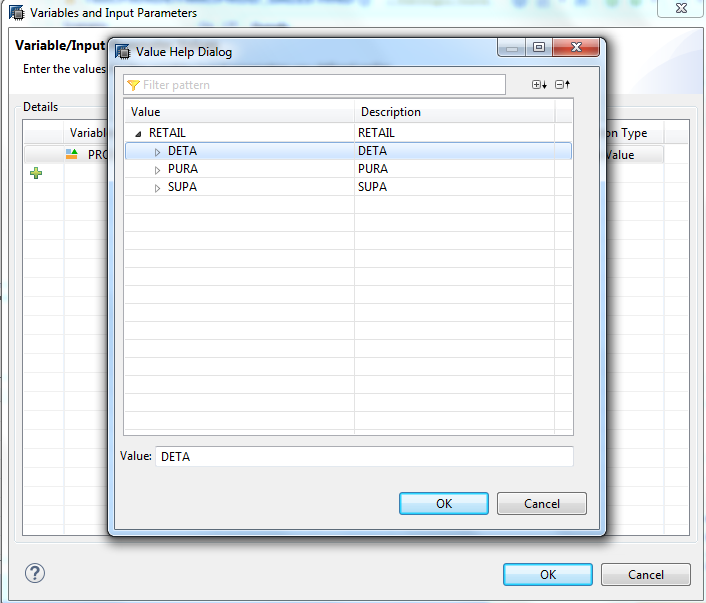 Variables and Input Parameters
Variable/Input
Enter the values
Details
Variabl
on Type
PRO
Value
Value Help Dialog
Filter pattern
Value Description
RETAIL RETAIL
DETA DETA
PURA PURA
SUPA SUPA
Value: DETA
OK Cancel
OK Cancel